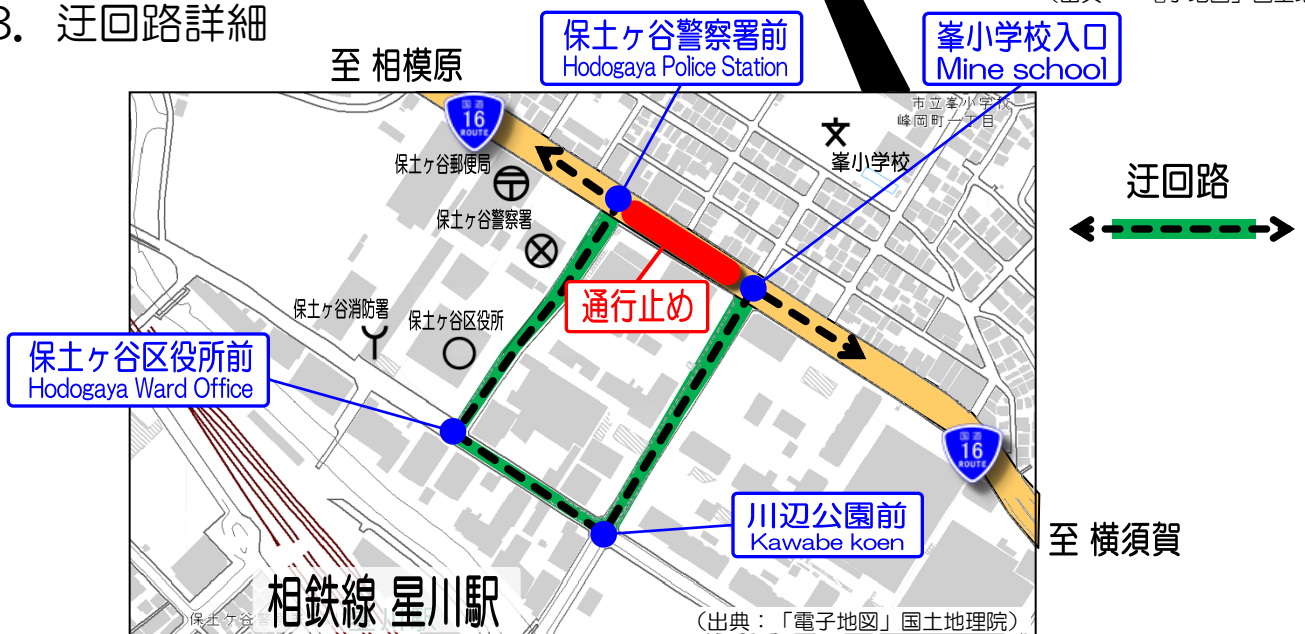 3. 迂回路詳細
至 相模原
保土ヶ谷警察署前
Hodogaya Police Station
峯小学校入口
Mine school
国道
16
ROUTE
市立峯小学校
峰岡町一丁目
文
峯小学校
保土ヶ谷郵便局
保土ヶ谷警察署
迂回路
通行止め
保土ヶ谷消防署
保土ヶ谷区役所
保土ヶ谷区役所前
Hodogaya Ward Office
国道
16
ROUTE
川辺公園前
Kawabe koen
至 横須賀
相鉄線 星川駅
保土ケ谷
(出典：「電子地図」国土地理院)